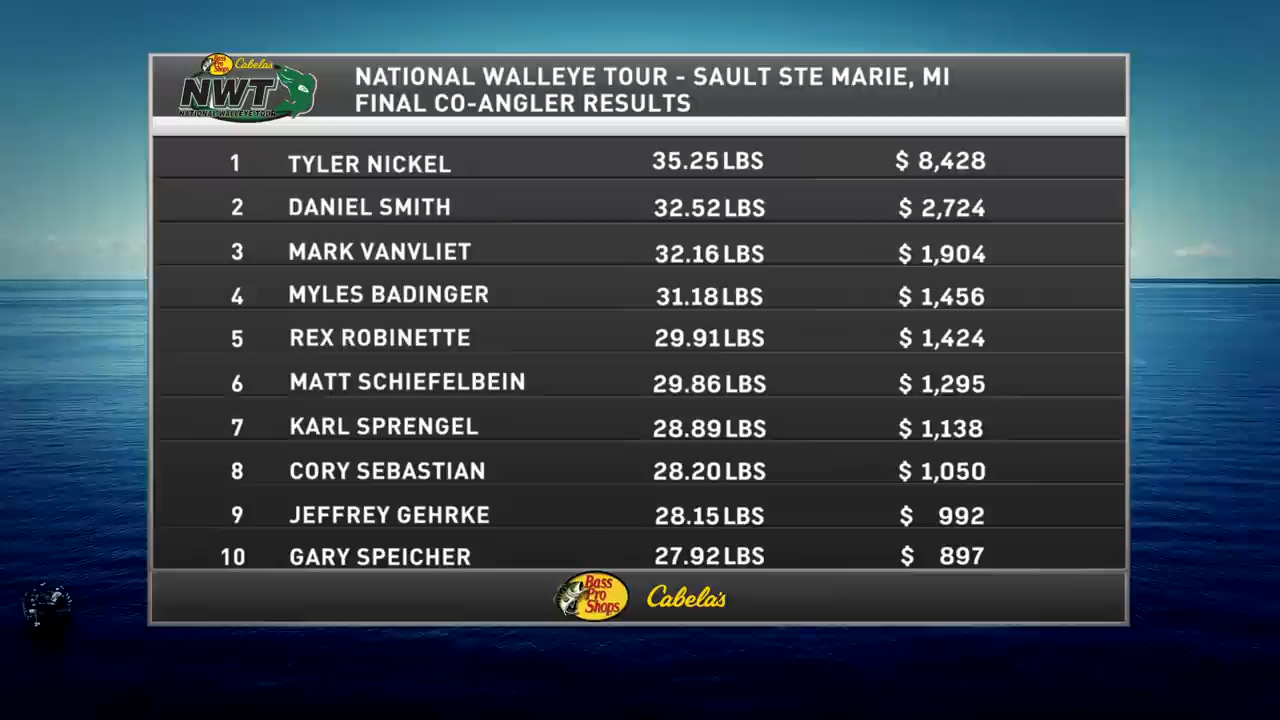 Bass Pro Shops Cabela's
NWT
NATIONAL WALLEYE TOUR
NATIONAL WALLEYE TOUR - SAULT STE MARIE, MI
FINAL CO-ANGLER RESULTS
1 TYLER NICKEL 35.25 LBS $ 8,428
2 DANIEL SMITH 32.52 LBS $ 2,724
3 MARK VANVLIET 32.16 LBS $ 1,904
4 MYLES BADINGER 31.18 LBS $ 1,456
5 REX ROBINETTE 29.91 LBS $ 1,424
6 MATT SCHIEFELBEIN 29.86 LBS $ 1,295
7 KARL SPRENGEL 28.89 LBS $ 1,138
8 CORY SEBASTIAN 28.20 LBS $ 1,050
9 JEFFREY GEHRKE 28.15 LBS $ 992
10 GARY SPEICHER 27.92 LBS $ 897
Bass Pro Shops Cabela's